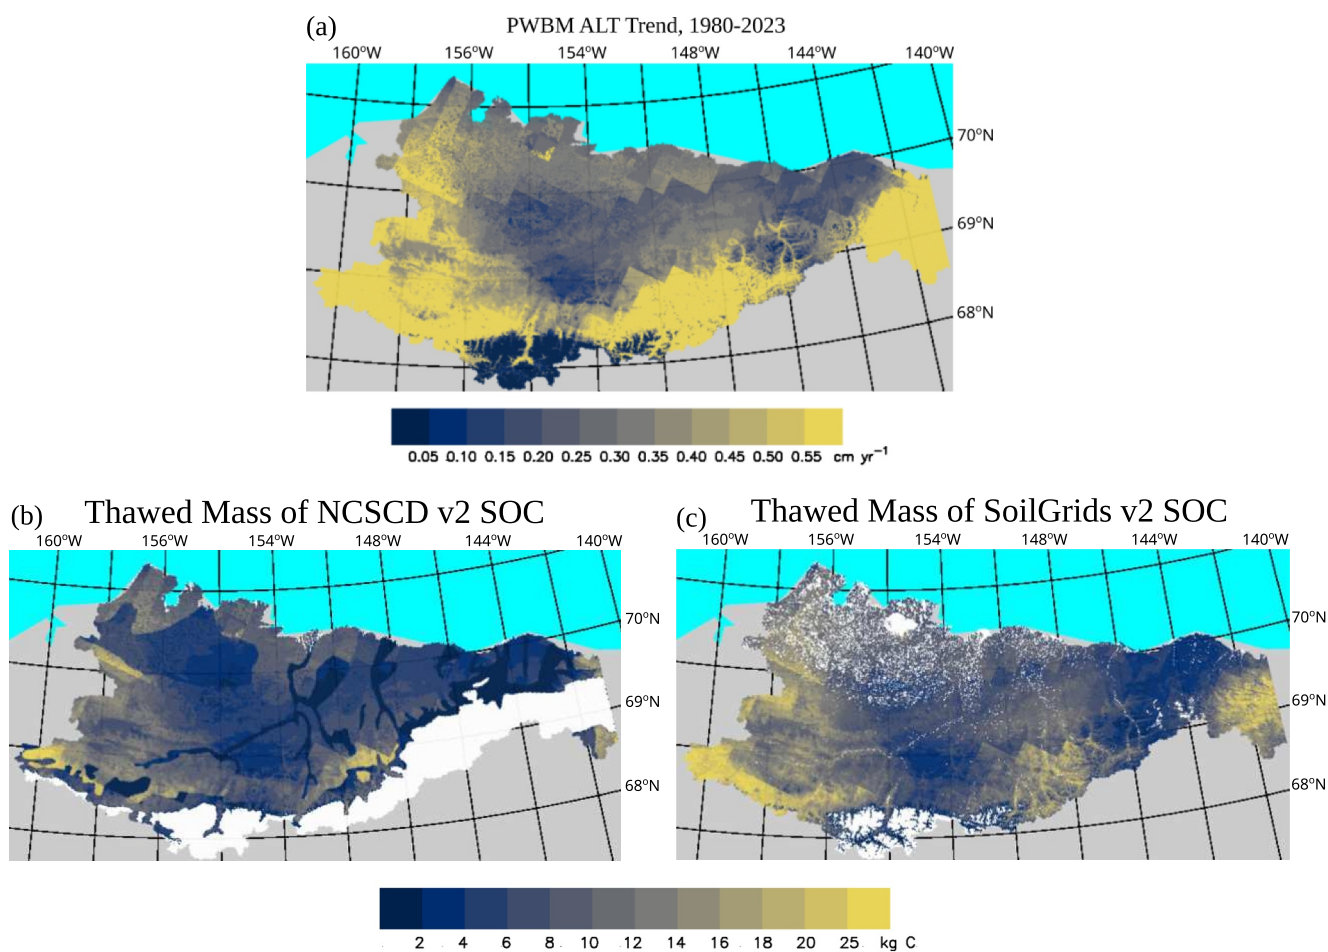 (a)
PWBM ALT Trend, 1980-2023
160°W 156°W 154°W 148°W 144°W 140°W
70°N
69°N
68°N
0.05 0.10 0.15 0.20 0.25 0.30 0.35 0.40 0.45 0.50 0.55 cm yr⁻¹
(b) Thawed Mass of NCSCD v2 SOC
160°W 156°W 154°W 148°W 144°W 140°W
70°N
69°N
68°N
(c) Thawed Mass of SoilGrids v2 SOC
160°W 156°W 154°W 148°W 144°W 140°W
70°N
69°N
68°N
2 4 6 8 10 12 14 16 18 20 25 kg C